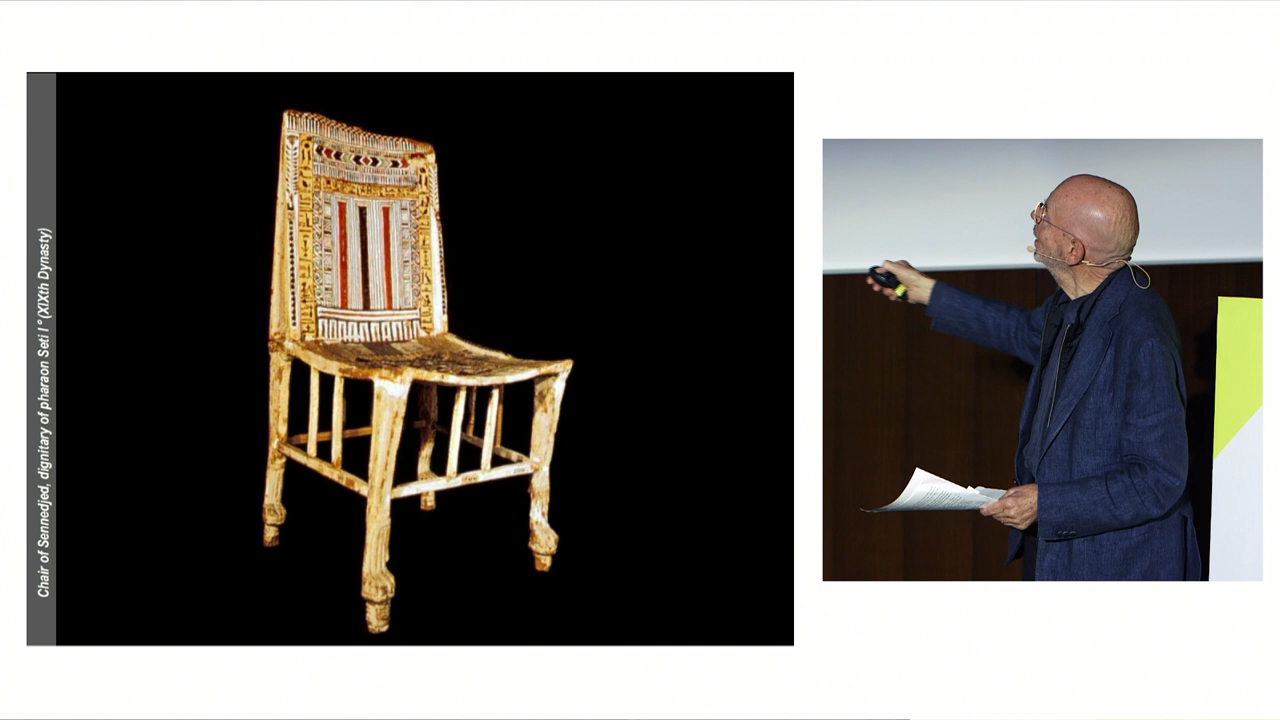 Chair of Sennedjed, dignitary of pharaon Seti I° (XIXth Dynasty)